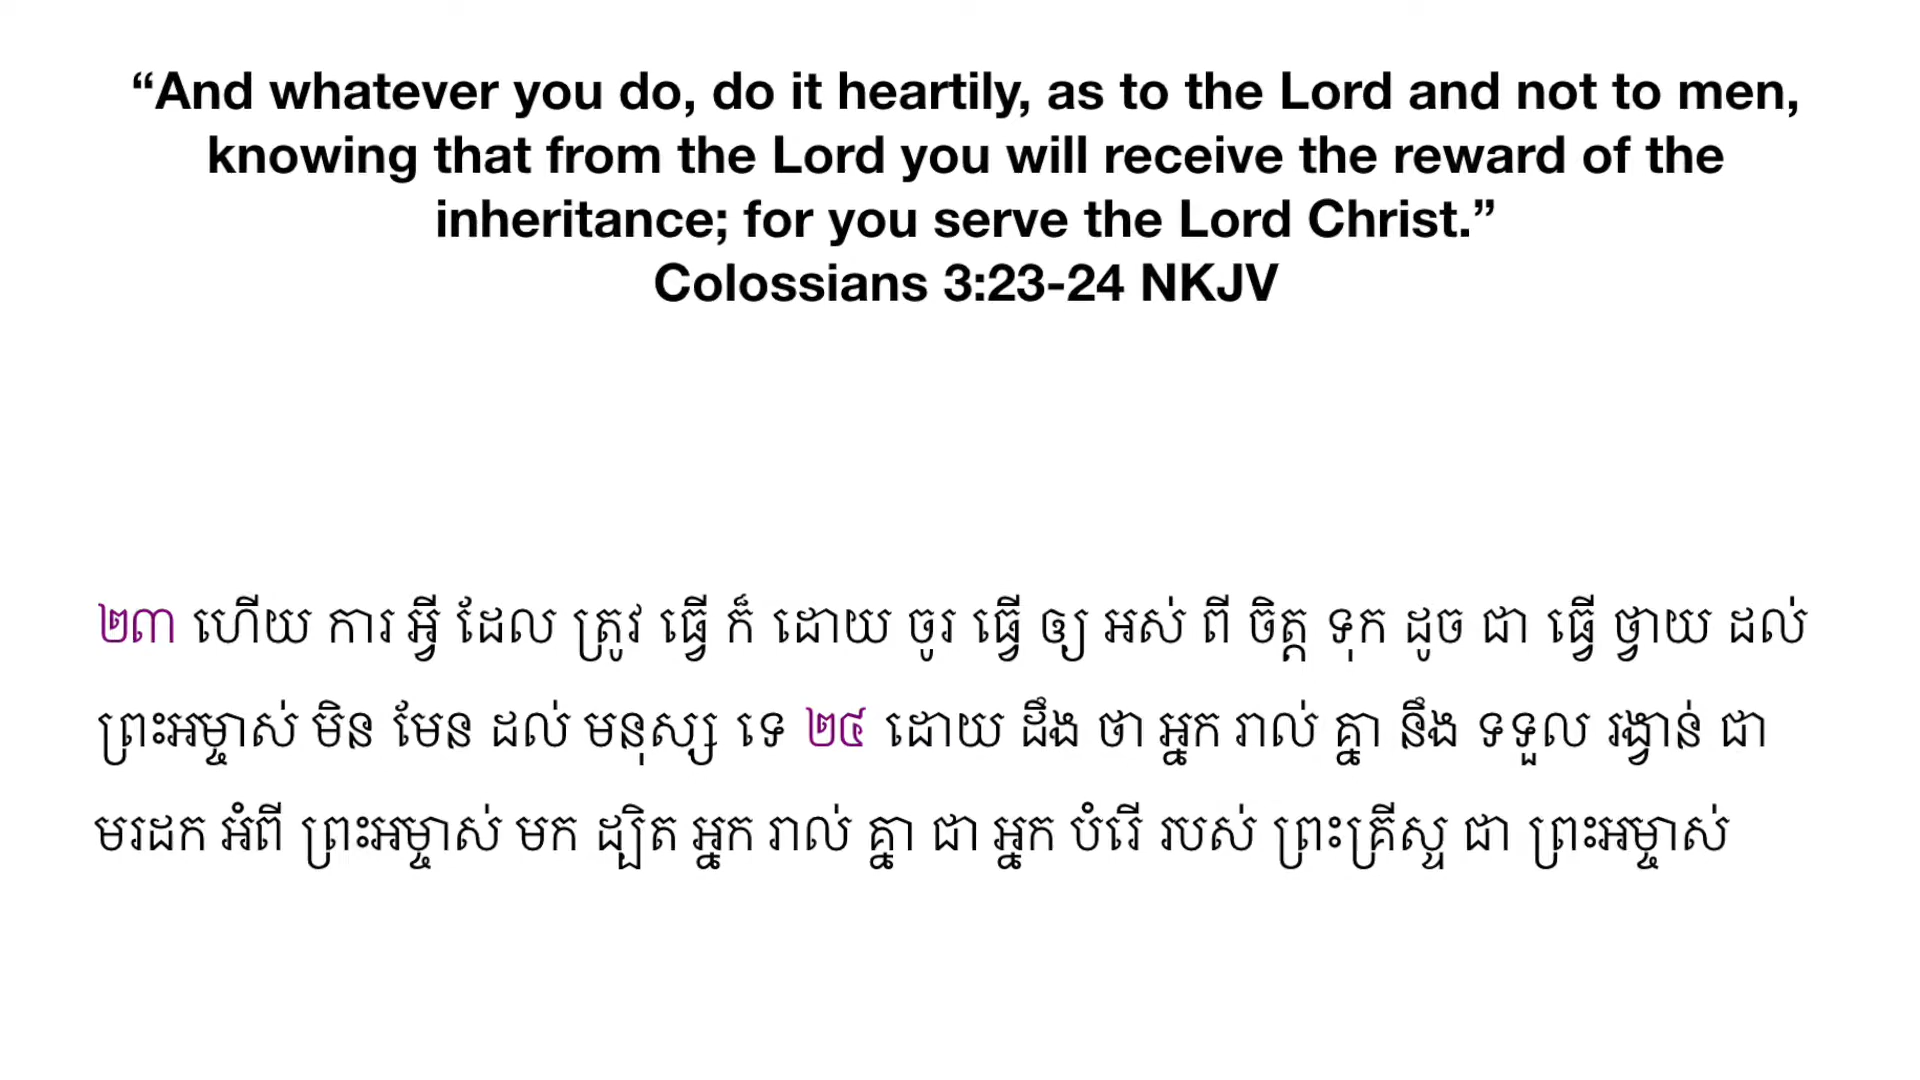 “And whatever you do, do it heartily, as to the Lord and not to men,
knowing that from the Lord you will receive the reward of the
inheritance; for you serve the Lord Christ.”
Colossians 3:23-24 NKJV
២៣ ហើយ ការ អ្វី ដែល ត្រូវ ធ្វើ ក៏ ដោយ ចូរ ធ្វើ ឲ្យ អស់ ពី ចិត្ត ទុក ដូច ជា ធ្វើ ថ្វាយ ដល់
ព្រះអម្ចាស់ មិន មែន ដល់ មនុស្ស ទេ ២៤ ដោយ ដឹង ថា អ្នក រាល់ គ្នា នឹង ទទួល រង្វាន់ ជា
មរដក អំពី ព្រះអម្ចាស់ មក ដ្បិត អ្នក រាល់ គ្នា ជា អ្នក បំរើ របស់ ព្រះគ្រីស្ទ ជា ព្រះអម្ចាស់